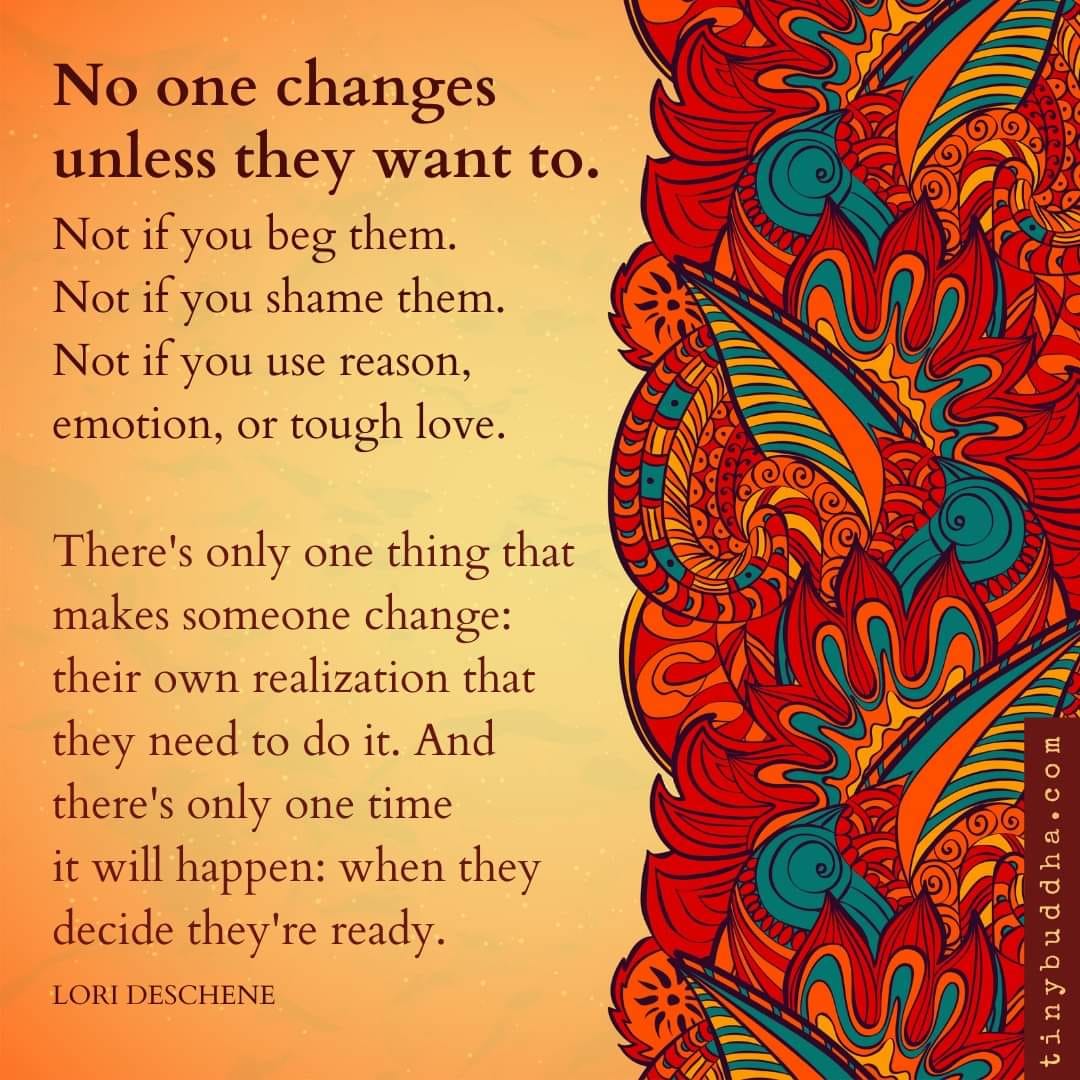 No one changes
unless they want to.
Not if you beg them.
Not if you shame them.
Not if you use reason,
emotion, or tough love.
There's only one thing that
makes someone change:
their own realization that
they need to do it. And
there's only one time
it will happen: when they
decide they're ready.
LORI DESCHENE
tinybuddha.com